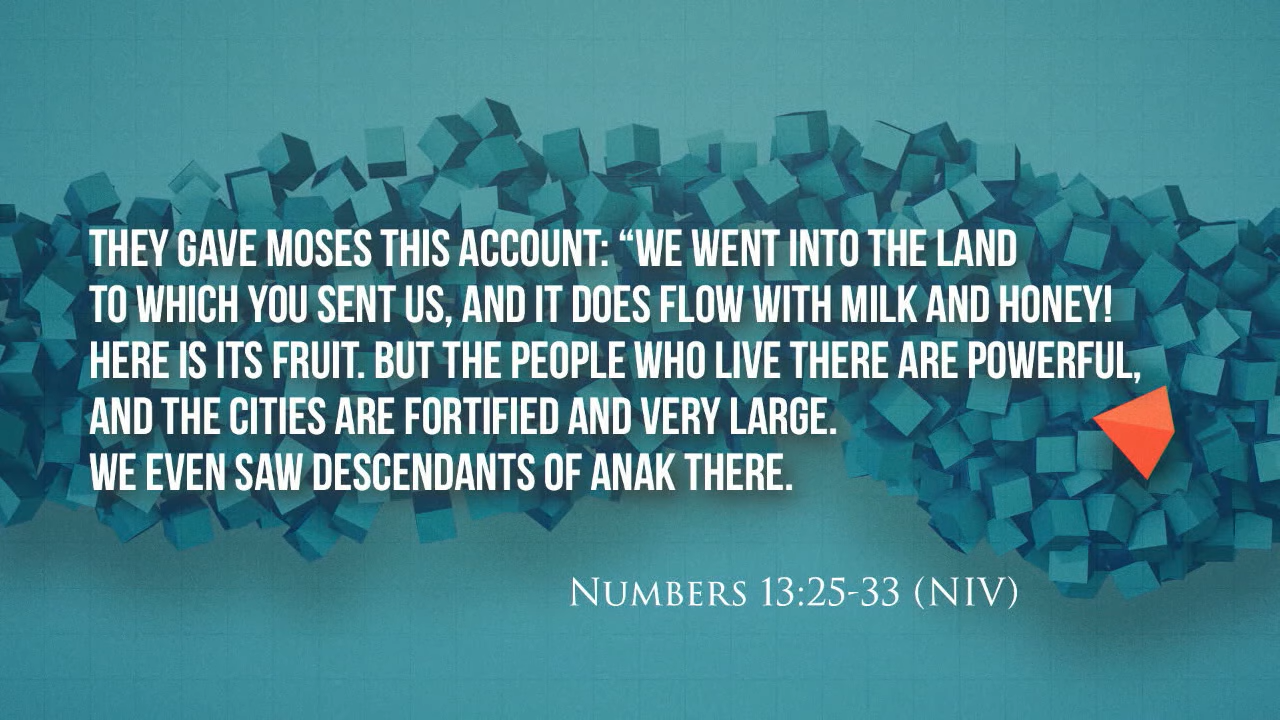 THEY GAVE MOSES THIS ACCOUNT: “WE WENT INTO THE LAND
TO WHICH YOU SENT US, AND IT DOES FLOW WITH MILK AND HONEY!
HERE IS ITS FRUIT. BUT THE PEOPLE WHO LIVE THERE ARE POWERFUL,
AND THE CITIES ARE FORTIFIED AND VERY LARGE.
WE EVEN SAW DESCENDANTS OF ANAK THERE.
Numbers 13:25-33 (NIV)